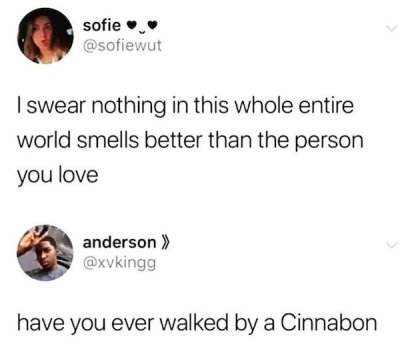 sofie ♥◡♥
@sofiewut
I swear nothing in this whole entire
world smells better than the person
you love
anderson 》
@xvkingg
have you ever walked by a Cinnabon